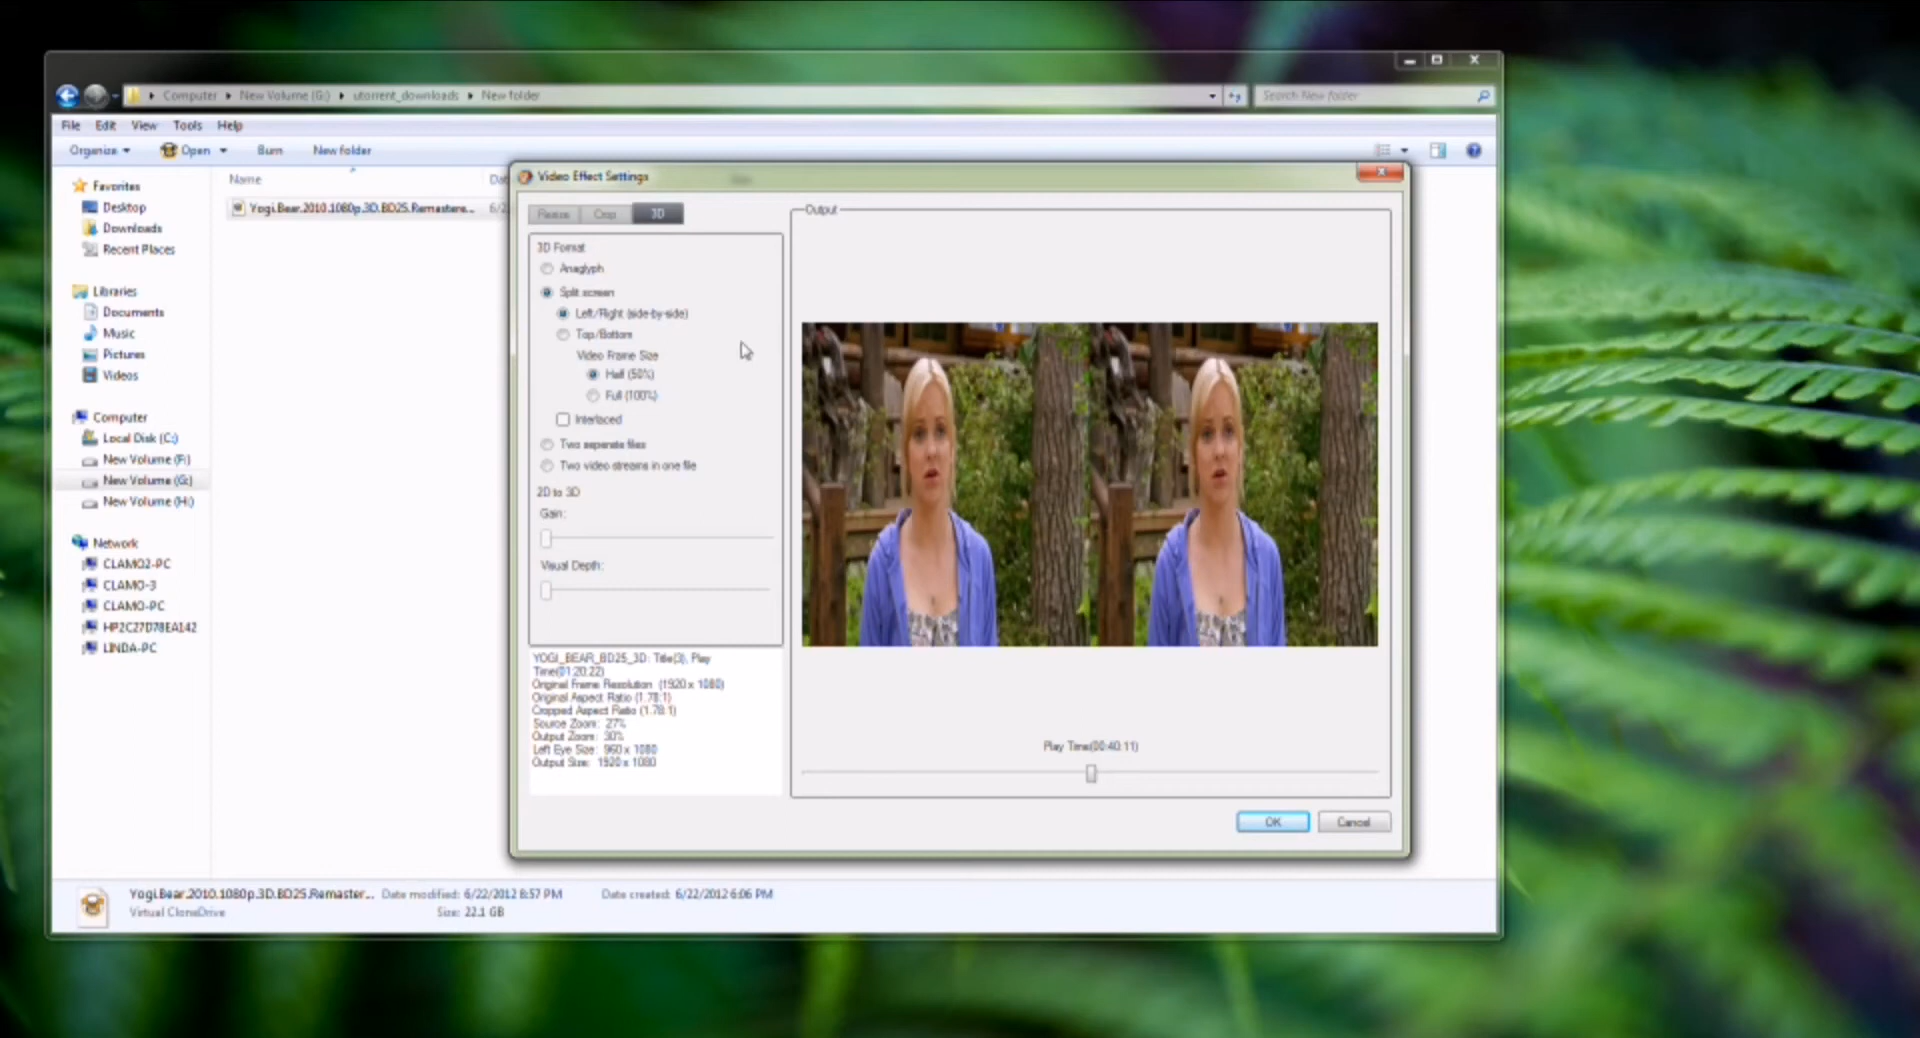 Computer ▸ New Volume (G:) ▸ utorrent_downloads ▸ New folder
Search New folder
File Edit View Tools Help
Organize Open Burn New folder
Name
Favorites
Desktop
Downloads
Recent Places
Libraries
Documents
Music
Pictures
Videos
Computer
Local Disk (C:)
New Volume (F:)
New Volume (G:)
New Volume (H:)
Network
CLAMO2-PC
CLAMO-3
CLAMO-PC
HP2C27D78EA142
LINDA-PC
Yogi.Bear.2010.1080p.3D.BD25.Remastere...
Video Effect Settings
Resize Crop 3D
3D Format
Anaglyph
Split screen
Left/Right (side-by-side)
Top/Bottom
Video Frame Size
Half (50%)
Full (100%)
Interlaced
Two seperate files
Two video streams in one file
2D to 3D
Gain:
Visual Depth:
YOGI_BEAR_BD25_3D: Title(3), Play
Time(01:20:22)
Original Frame Resolution (1920 x 1080)
Original Aspect Ratio (1.78:1)
Cropped Aspect Ratio (1.78:1)
Source Zoom: 27%
Output Zoom: 30%
Left Eye Size: 960 x 1080
Output Size: 1920 x 1080
Output
Play Time(00:40:11)
OK Cancel
Yogi.Bear.2010.1080p.3D.BD25.Remaster... Date modified: 6/22/2012 8:57 PM Date created: 6/22/2012 6:06 PM
Virtual CloneDrive Size: 22.1 GB